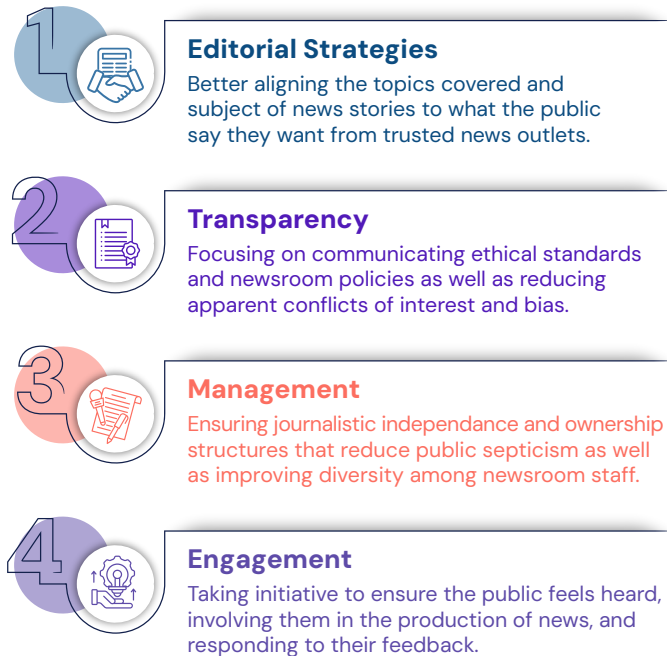 1
Editorial Strategies
Better aligning the topics covered and
subject of news stories to what the public
say they want from trusted news outlets.
2
Transparency
Focusing on communicating ethical standards
and newsroom policies as well as reducing
apparent conflicts of interest and bias.
3
Management
Ensuring journalistic independance and ownership
structures that reduce public septicism as well
as improving diversity among newsroom staff.
4
Engagement
Taking initiative to ensure the public feels heard,
involving them in the production of news, and
responding to their feedback.